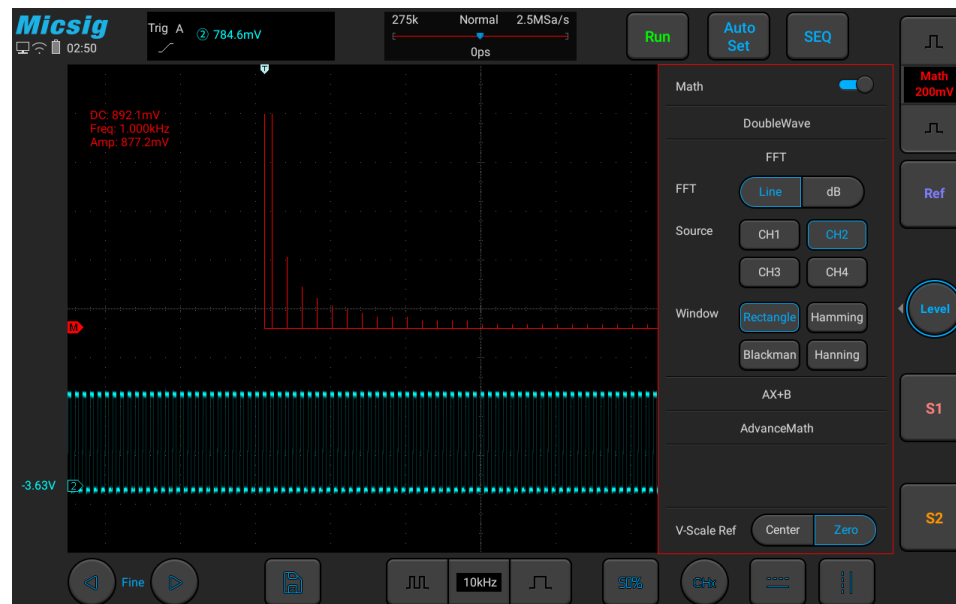 Micsig
02:50
Trig A ② 784.6mV
275k Normal 2.5MSa/s
0ps
Run
Auto Set
SEQ
T
DC: 892.1mV
Freq: 1.000kHz
Amp: 877.2mV
M
-3.63V 2
Math
DoubleWave
FFT
FFT Line dB
Source CH1 CH2
CH3 CH4
Window Rectangle Hamming
Blackman Hanning
AX+B
AdvanceMath
V-Scale Ref Center Zero
Math
200mV
Ref
Level
S1
S2
Fine
10kHz
50%
CHx